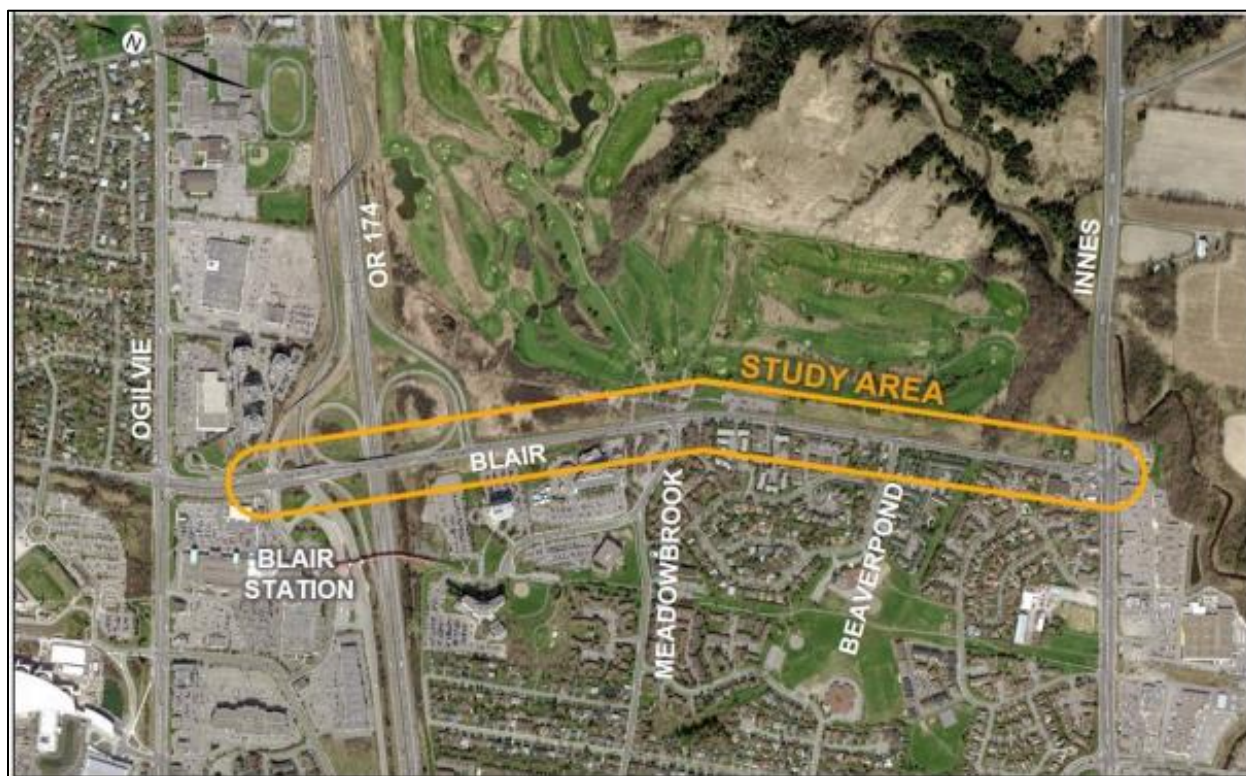 N
OR 174
INNES
OGILVIE
STUDY AREA
BLAIR
MEADOWBROOK
BEAVERPOND
BLAIR
STATION